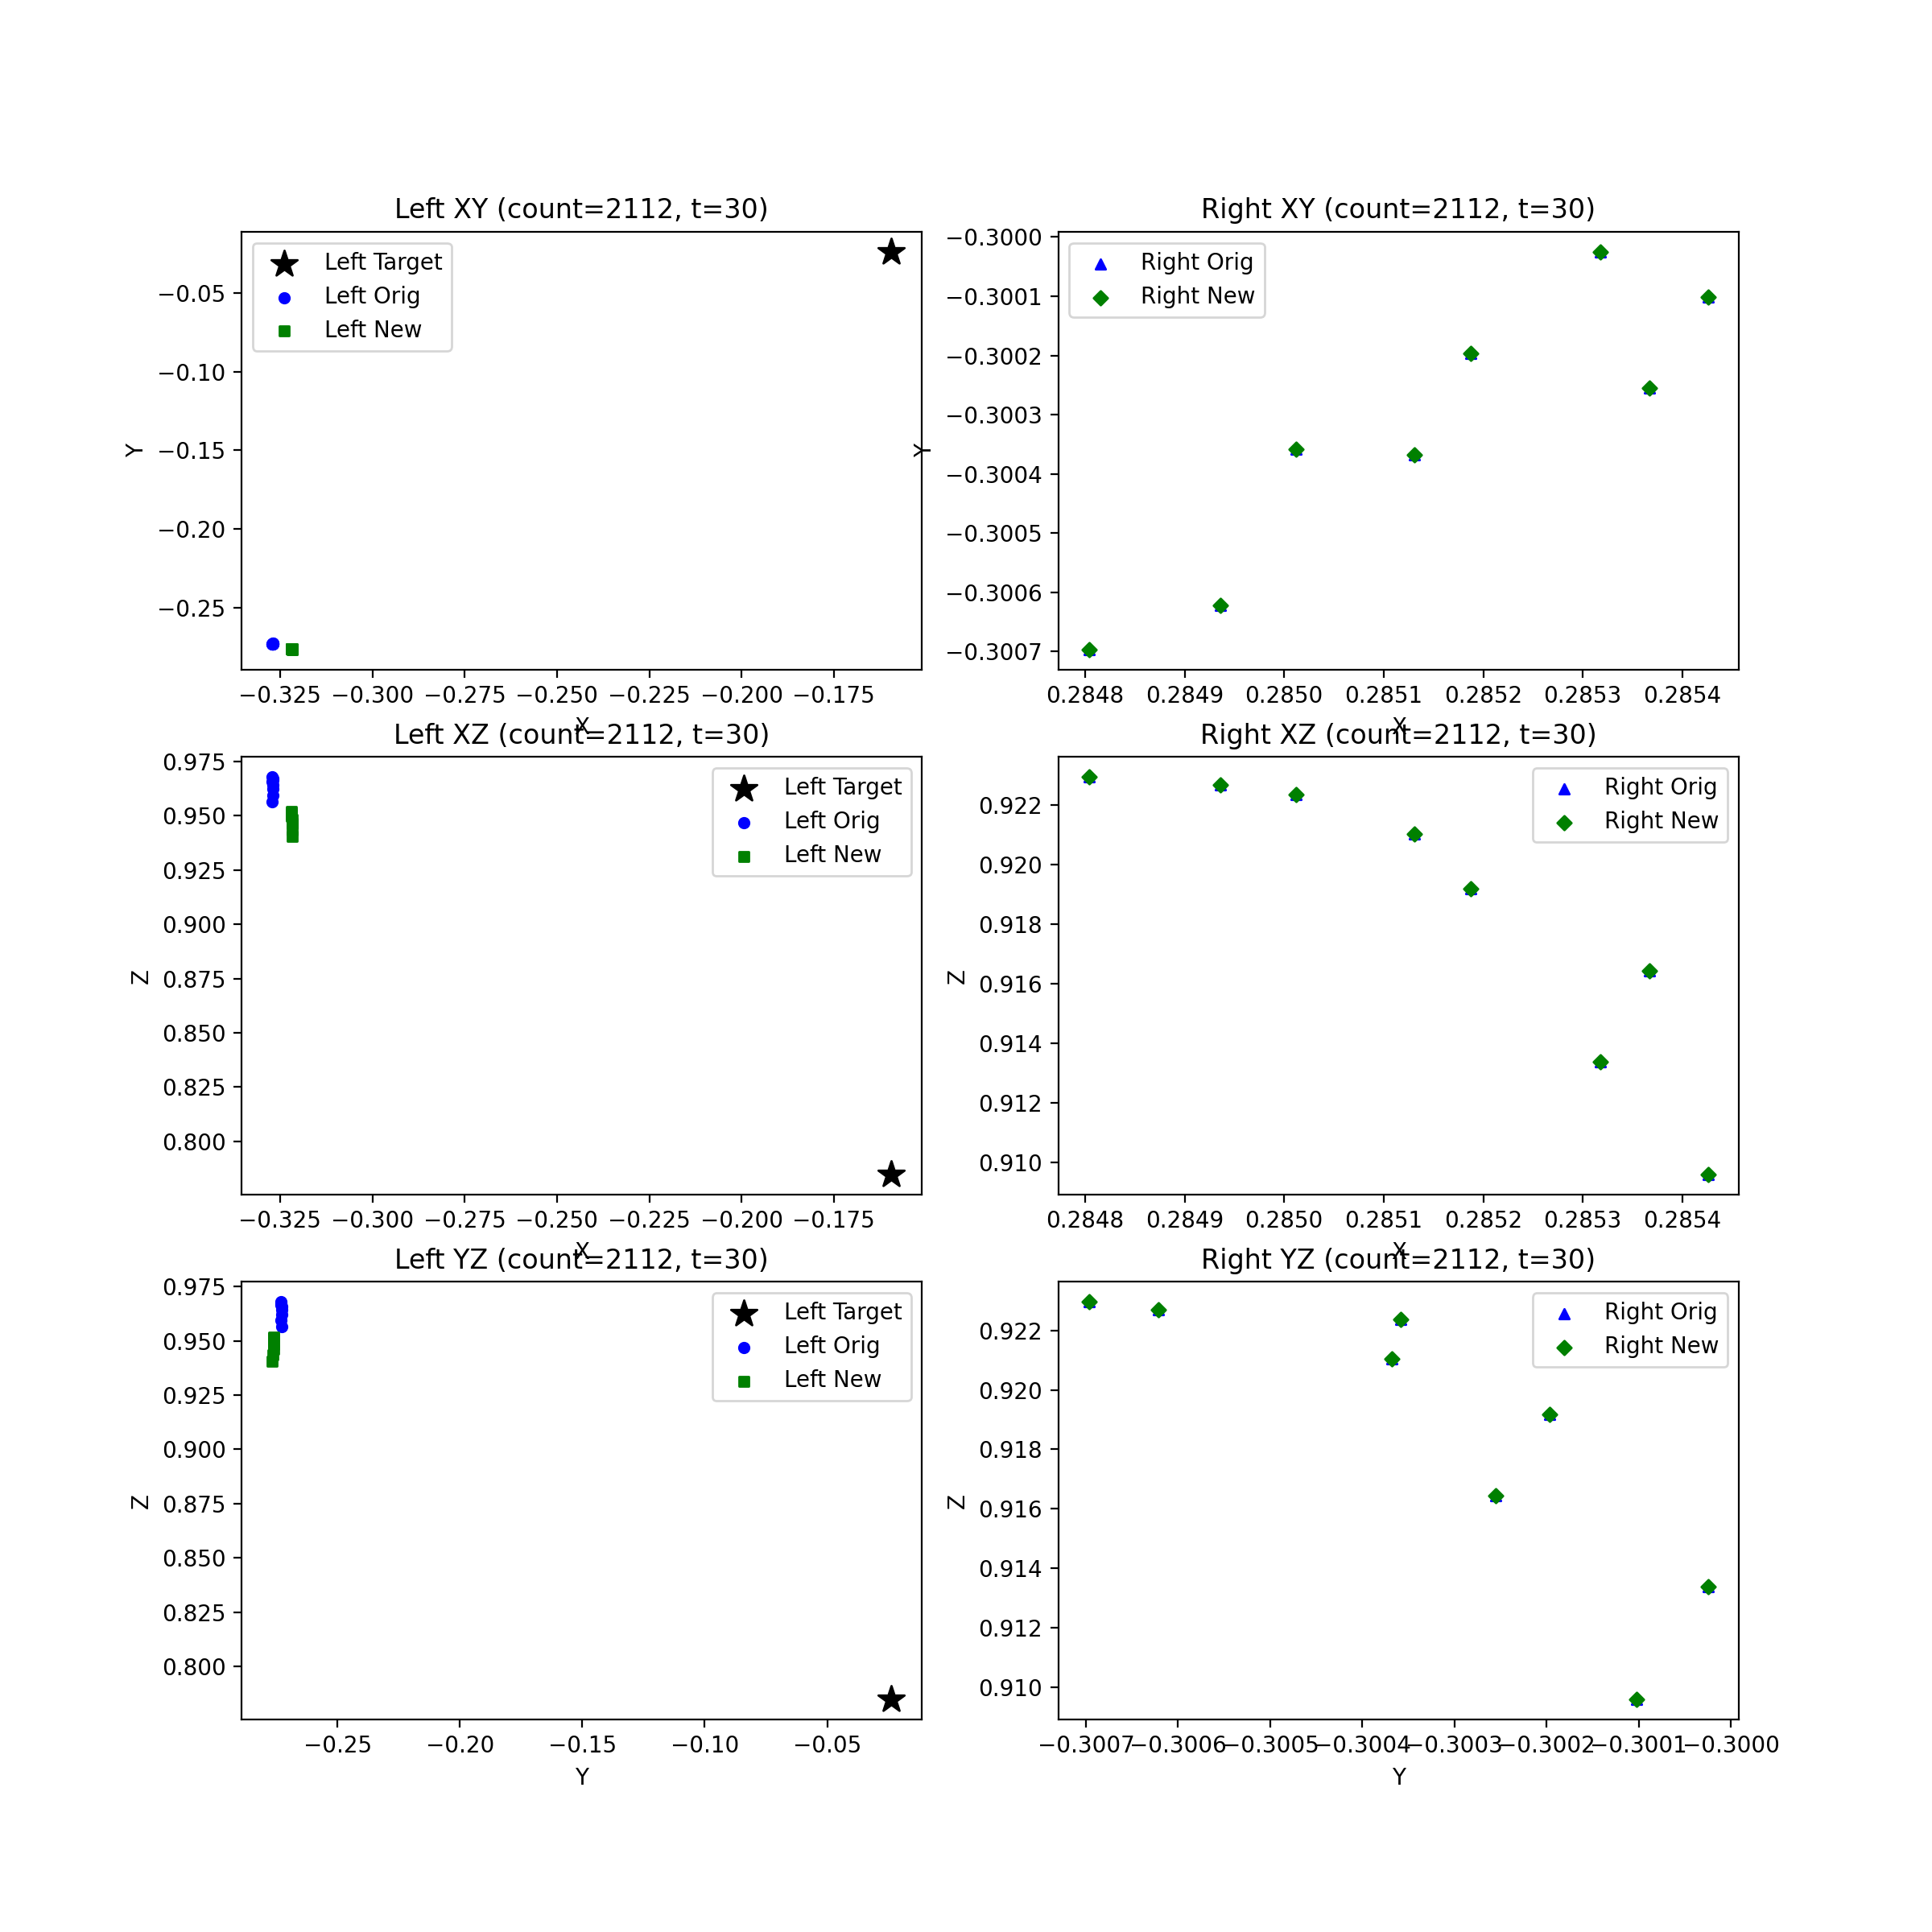 Left XY (count=2112, t=30)
Left Target
Left Orig
Left New
−0.05
−0.10
−0.15
−0.20
−0.25
Y
−0.325 −0.300 −0.275 −0.250 −0.225 −0.200 −0.175
X
Right XY (count=2112, t=30)
Right Orig
Right New
−0.3000
−0.3001
−0.3002
−0.3003
−0.3004
−0.3005
−0.3006
−0.3007
Y
0.2848 0.2849 0.2850 0.2851 0.2852 0.2853 0.2854
X
Left XZ (count=2112, t=30)
Left Target
Left Orig
Left New
0.975
0.950
0.925
0.900
0.875
0.850
0.825
0.800
Z
−0.325 −0.300 −0.275 −0.250 −0.225 −0.200 −0.175
X
Right XZ (count=2112, t=30)
Right Orig
Right New
0.922
0.920
0.918
0.916
0.914
0.912
0.910
Z
0.2848 0.2849 0.2850 0.2851 0.2852 0.2853 0.2854
X
Left YZ (count=2112, t=30)
Left Target
Left Orig
Left New
0.975
0.950
0.925
0.900
0.875
0.850
0.825
0.800
Z
−0.25 −0.20 −0.15 −0.10 −0.05
Y
Right YZ (count=2112, t=30)
Right Orig
Right New
0.922
0.920
0.918
0.916
0.914
0.912
0.910
Z
−0.3007 −0.3006 −0.3005 −0.3004 −0.3003 −0.3002 −0.3001 −0.3000
Y